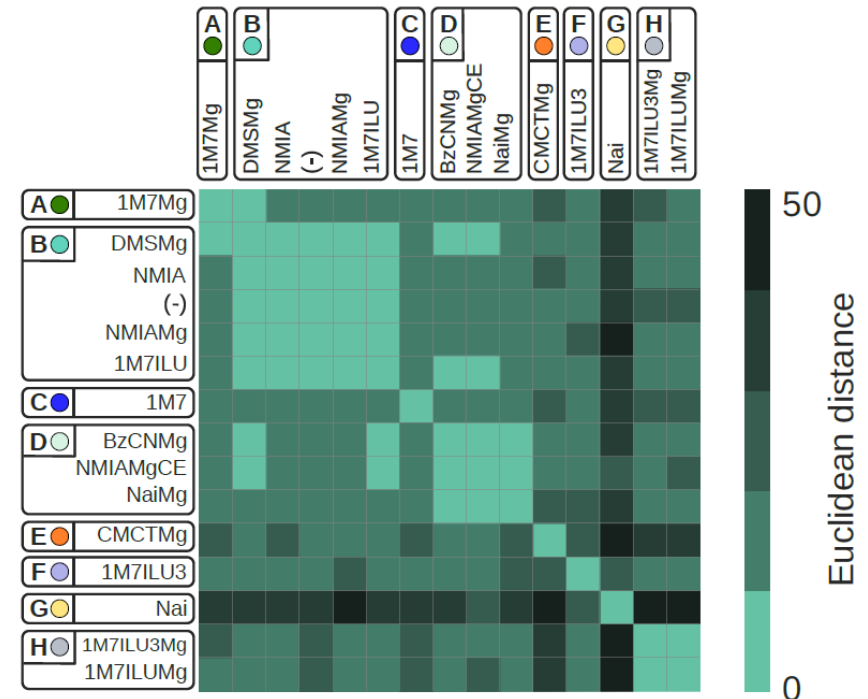 A B C D E F G H
1M7Mg DMSMg NMIA (-) NMIAMg 1M7ILU 1M7 BzCNMg NMIAMgCE NaiMg CMCTMg 1M7ILU3 Nai 1M7ILU3Mg 1M7ILUMg
A 1M7Mg
B DMSMg
NMIA
(-)
NMIAMg
1M7ILU
C 1M7
D BzCNMg
NMIAMgCE
NaiMg
E CMCTMg
F 1M7ILU3
G Nai
H 1M7ILU3Mg
1M7ILUMg
50
Euclidean distance
0